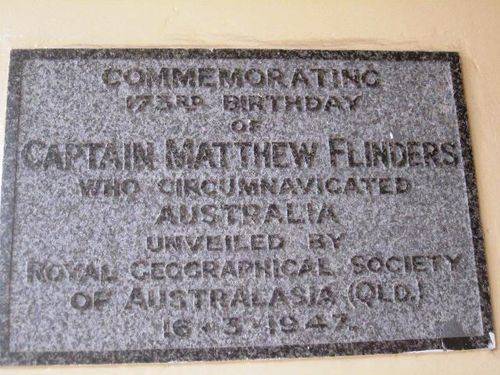 COMMEMORATING
173RD BIRTHDAY
OF
CAPTAIN MATTHEW FLINDERS
WHO CIRCUMNAVIGATED
AUSTRALIA
UNVEILED BY
ROYAL GEOGRAPHICAL SOCIETY
OF AUSTRALASIA (QLD.)
16-3-1947.